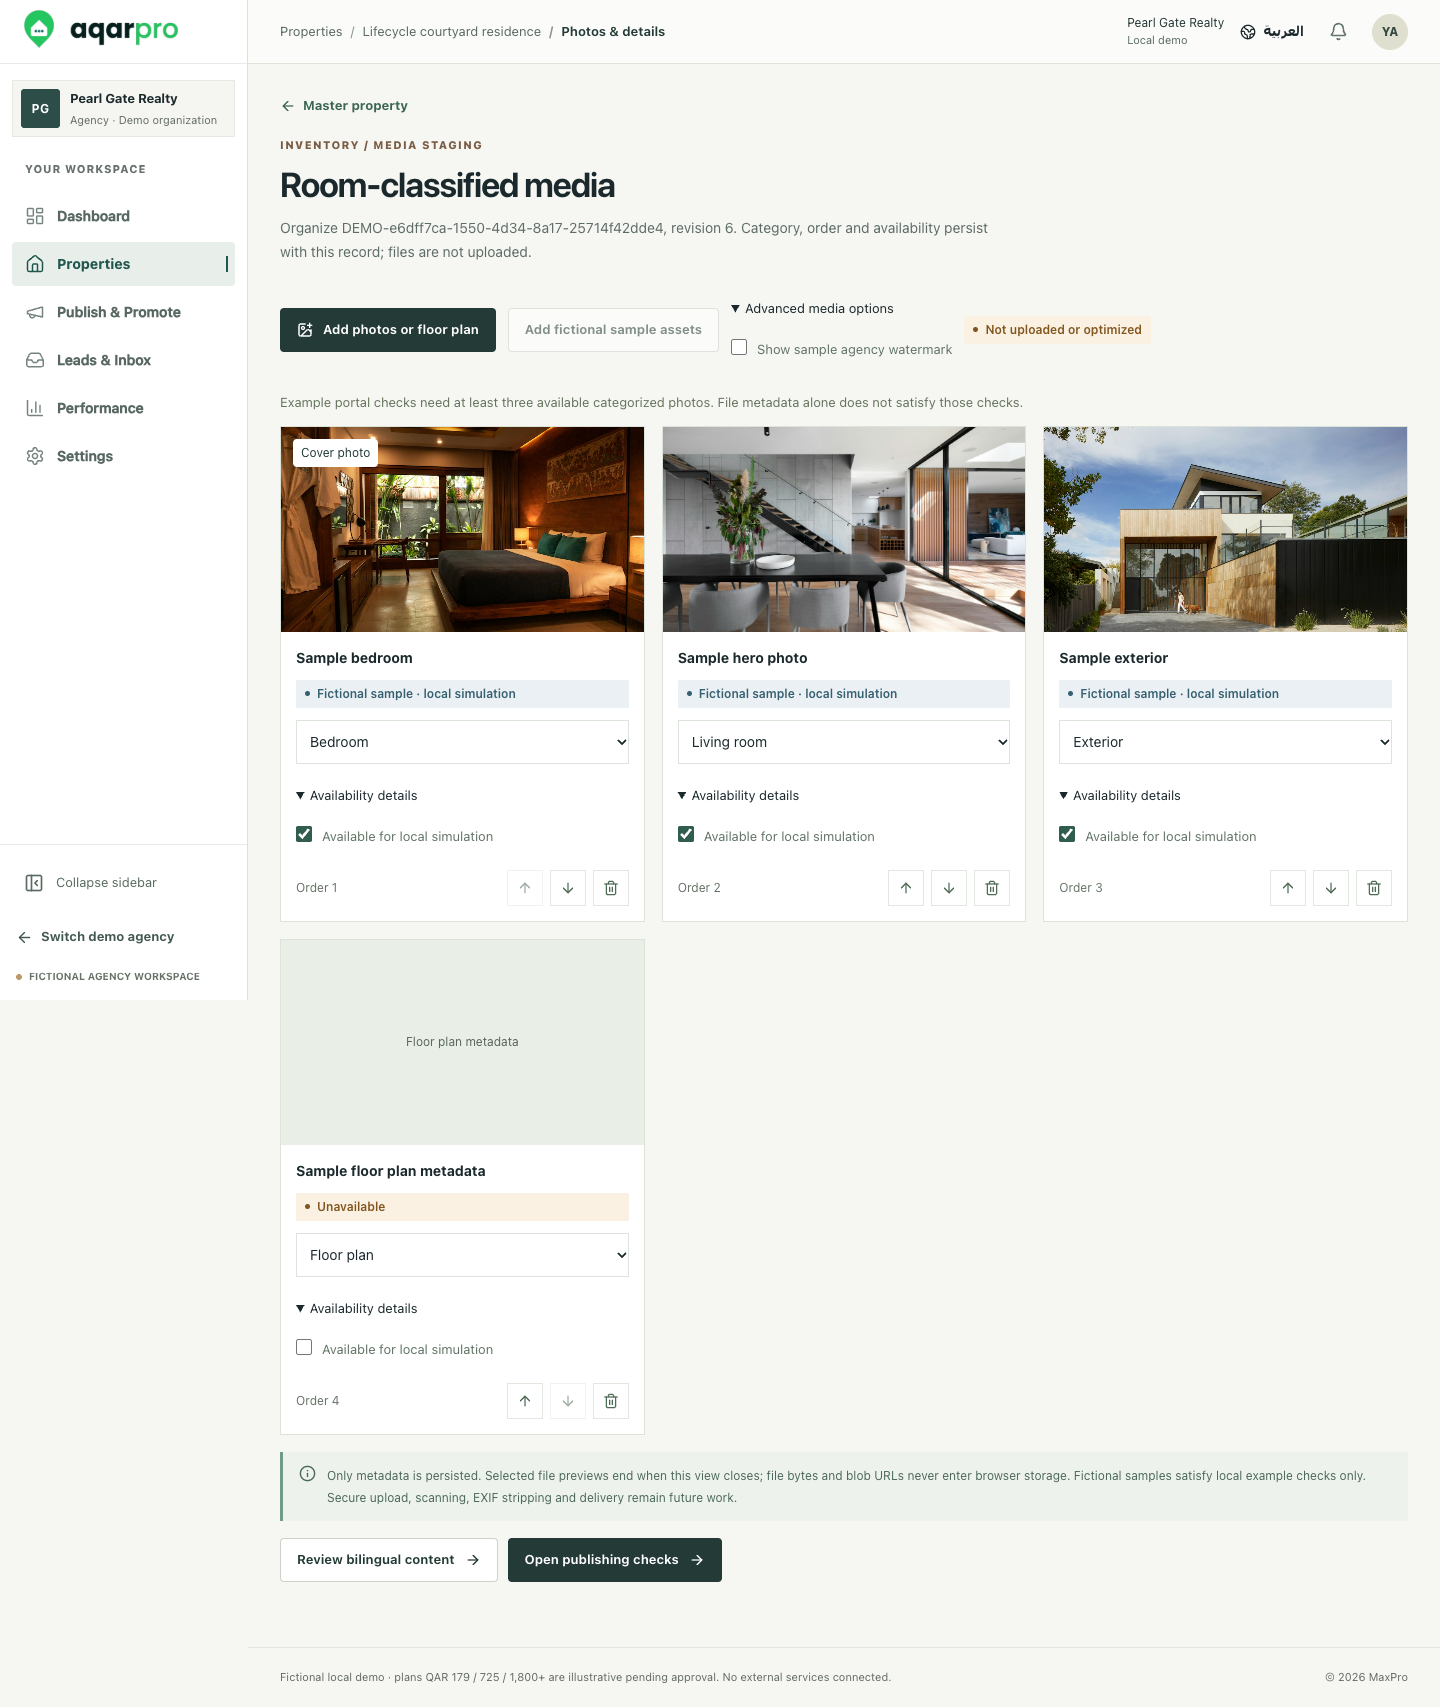 aqarpro
Properties / Lifecycle courtyard residence / Photos & details
Pearl Gate Realty
Local demo
العربية
YA
PG
Pearl Gate Realty
Agency · Demo organization
YOUR WORKSPACE
Dashboard
Properties
Publish & Promote
Leads & Inbox
Performance
Settings
Collapse sidebar
Switch demo agency
FICTIONAL AGENCY WORKSPACE
Master property
INVENTORY / MEDIA STAGING
Room-classified media
Organize DEMO-e6dff7ca-1550-4d34-8a17-25714f42dde4, revision 6. Category, order and availability persist
with this record; files are not uploaded.
Add photos or floor plan
Add fictional sample assets
Advanced media options
Show sample agency watermark
Not uploaded or optimized
Example portal checks need at least three available categorized photos. File metadata alone does not satisfy those checks.
Cover photo
Sample bedroom
Fictional sample · local simulation
Bedroom
Availability details
Available for local simulation
Order 1
Sample hero photo
Fictional sample · local simulation
Living room
Availability details
Available for local simulation
Order 2
Sample exterior
Fictional sample · local simulation
Exterior
Availability details
Available for local simulation
Order 3
Floor plan metadata
Sample floor plan metadata
Unavailable
Floor plan
Availability details
Available for local simulation
Order 4
Only metadata is persisted. Selected file previews end when this view closes; file bytes and blob URLs never enter browser storage. Fictional samples satisfy local example checks only.
Secure upload, scanning, EXIF stripping and delivery remain future work.
Review bilingual content
Open publishing checks
Fictional local demo · plans QAR 179 / 725 / 1,800+ are illustrative pending approval. No external services connected.
© 2026 MaxPro